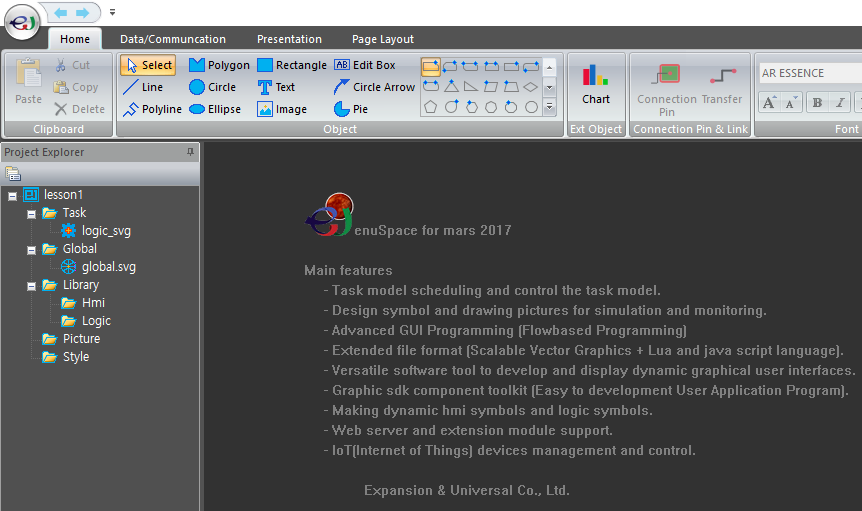 Home Data/Communcation Presentation Page Layout
Select Polygon Rectangle AB Edit Box
Cut
Copy
Paste
Delete
Line Circle Text Circle Arrow
Polyline Ellipse Image Pie
Chart
Connection Pin Transfer
AR ESSENCE
A A B I
Clipboard Object Ext Object Connection Pin & Link Font
Project Explorer
lesson1
Task
logic_svg
Global
global.svg
Library
Hmi
Logic
Picture
Style
enuSpace for mars 2017
Main features
- Task model scheduling and control the task model.
- Design symbol and drawing pictures for simulation and monitoring.
- Advanced GUI Programming (Flowbased Programming)
- Extended file format (Scalable Vector Graphics + Lua and java script language).
- Versatile software tool to develop and display dynamic graphical user interfaces.
- Graphic sdk component toolkit (Easy to development User Application Program).
- Making dynamic hmi symbols and logic symbols.
- Web server and extension module support.
- IoT(Internet of Things) devices management and control.
Expansion & Universal Co., Ltd.